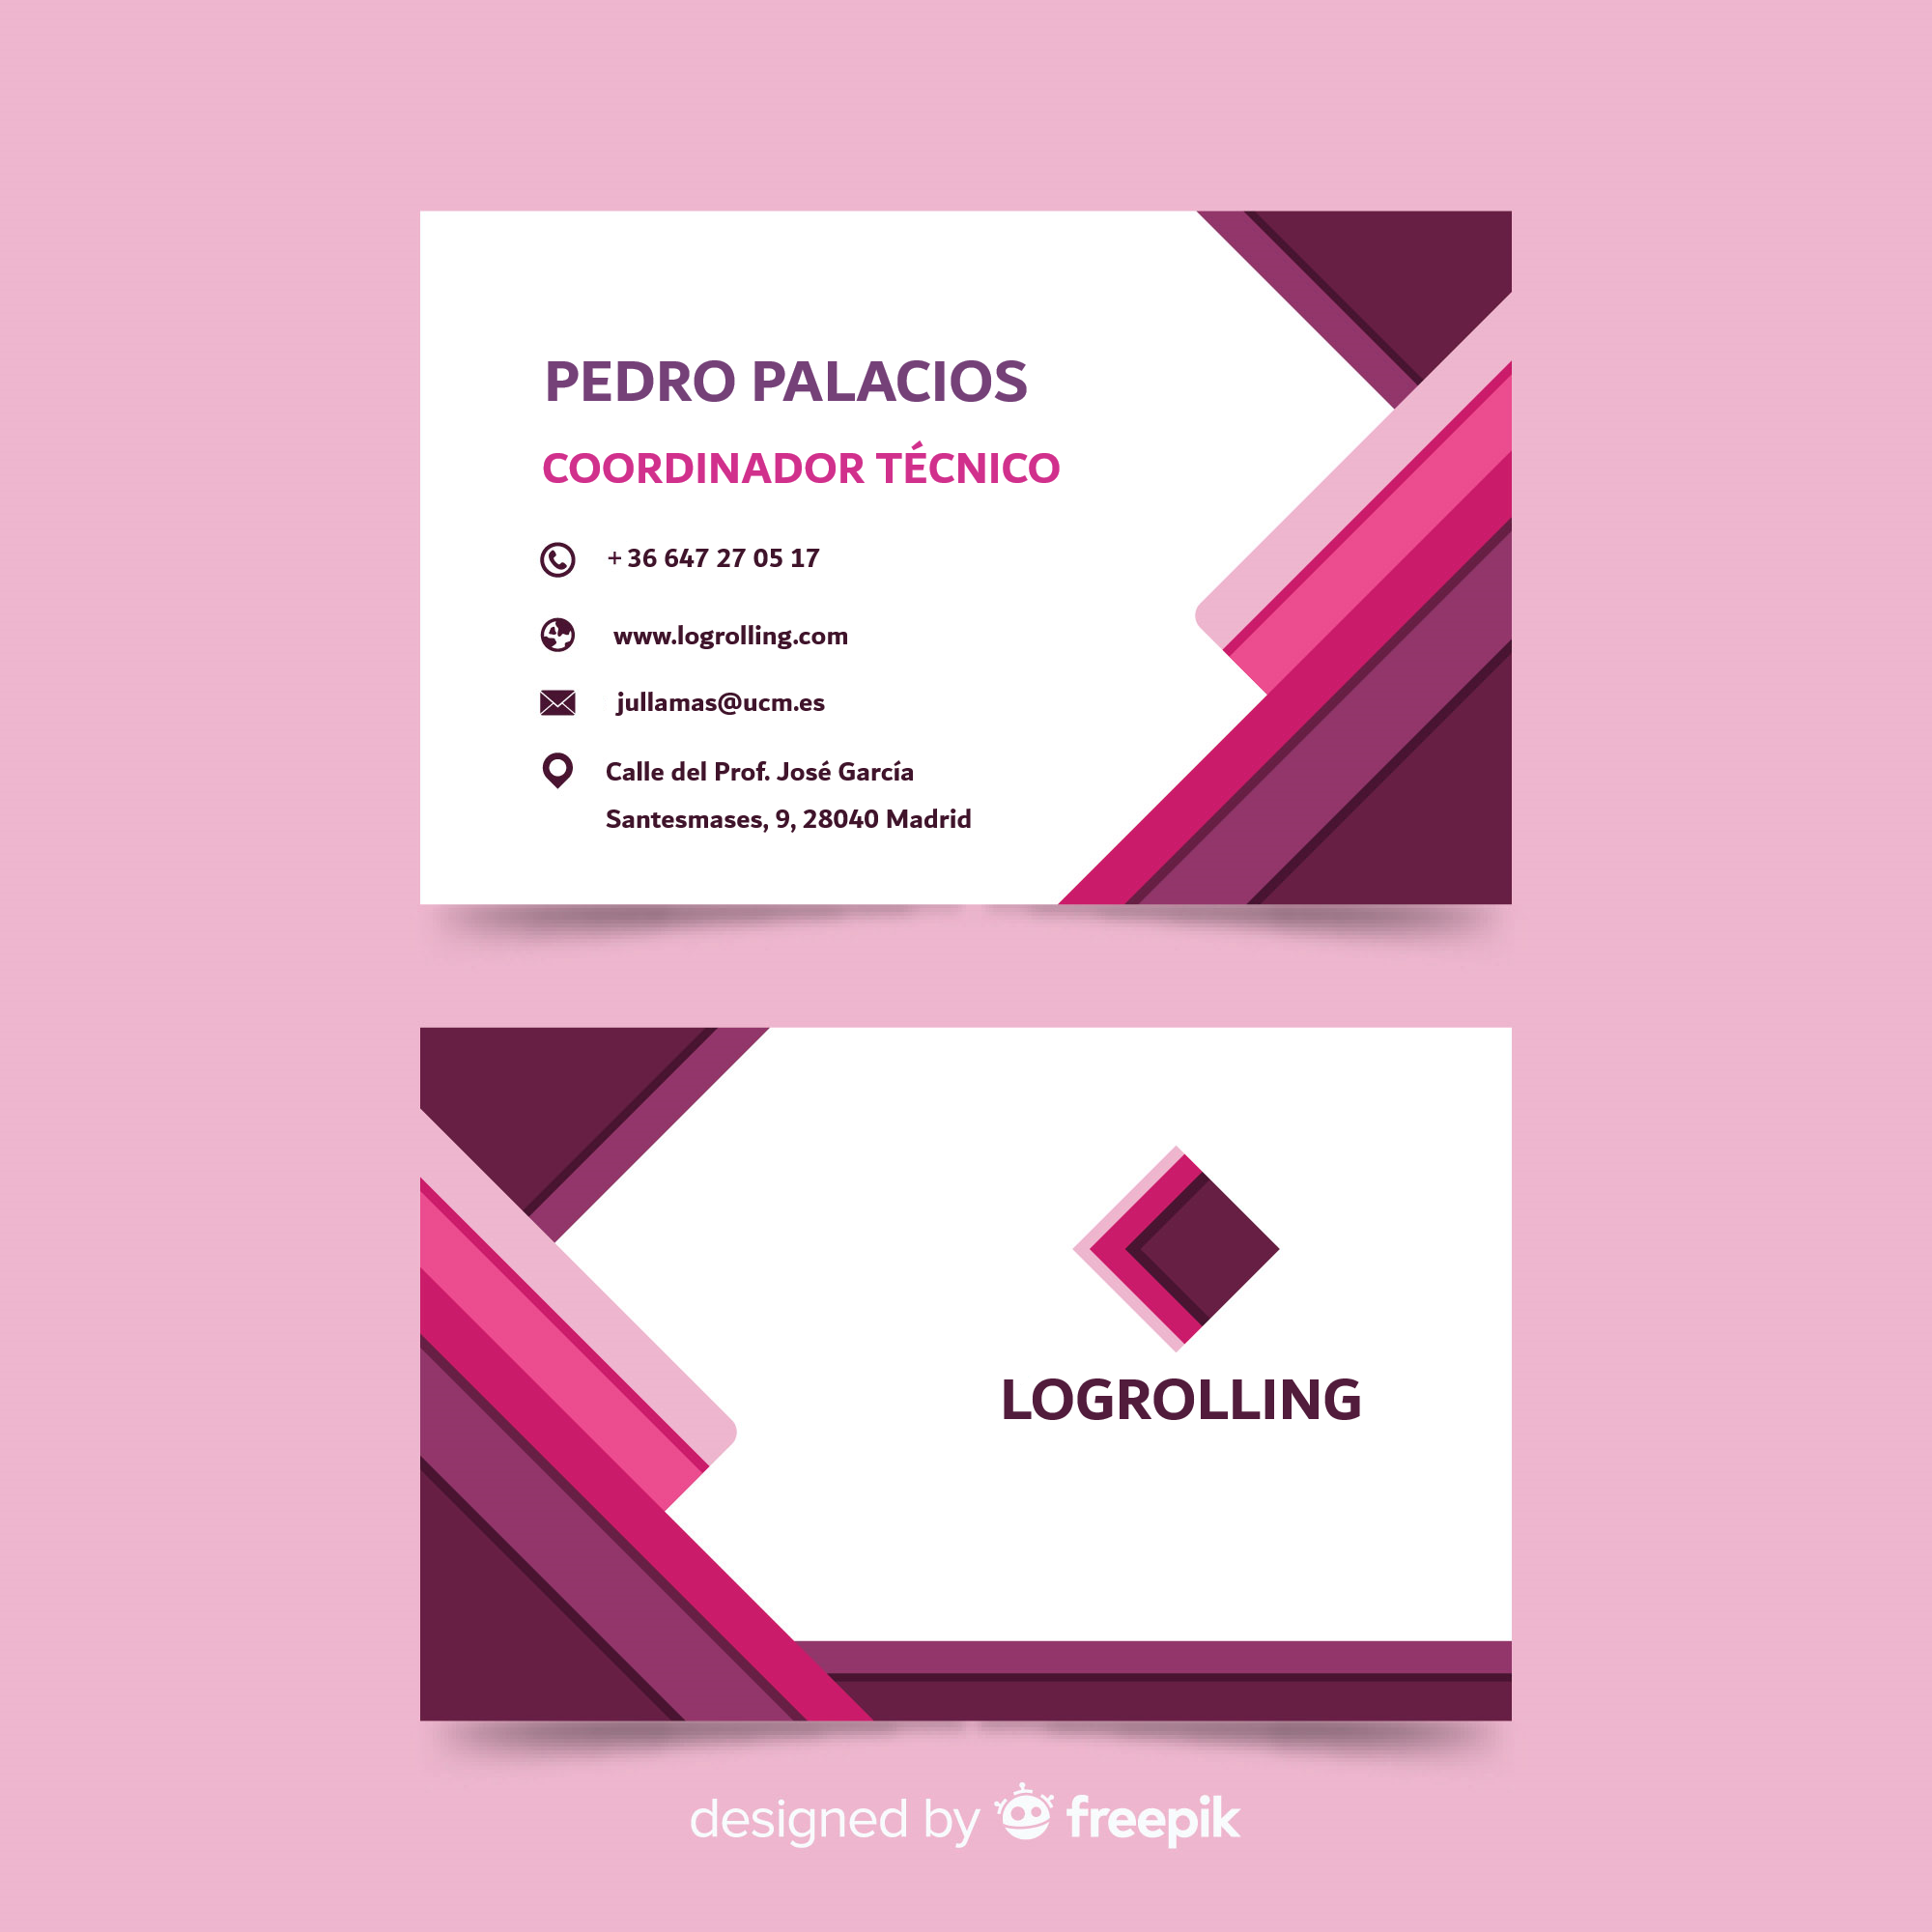 PEDRO PALACIOS
COORDINADOR TÉCNICO
+ 36 647 27 05 17
www.logrolling.com
jullamas@ucm.es
Calle del Prof. José García
Santesmases, 9, 28040 Madrid
LOGROLLING
designed by freepik